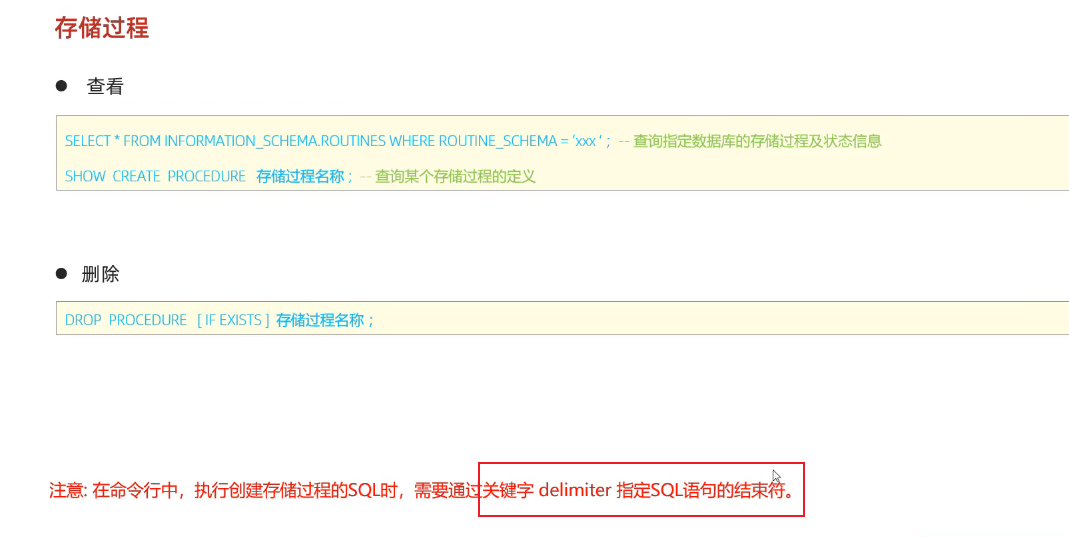 存储过程
● 查看
SELECT * FROM INFORMATION_SCHEMA.ROUTINES WHERE ROUTINE_SCHEMA = 'xxx ' ;  -- 查询指定数据库的存储过程及状态信息
SHOW CREATE PROCEDURE 存储过程名称 ;  -- 查询某个存储过程的定义
● 删除
DROP PROCEDURE [ IF EXISTS ] 存储过程名称 ;
注意: 在命令行中，执行创建存储过程的SQL时，需要通过关键字 delimiter 指定SQL语句的结束符。